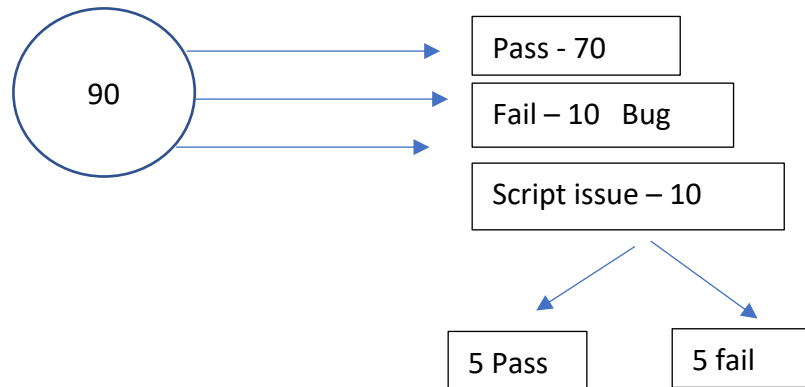 90
Pass - 70
Fail – 10   Bug
Script issue – 10
5 Pass
5 fail